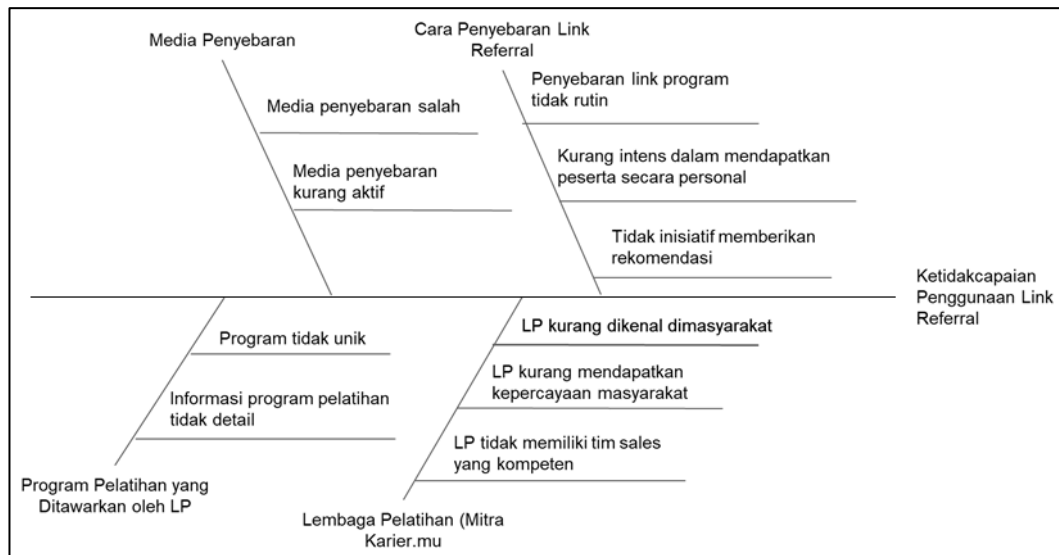 Media Penyebaran
Media penyebaran salah
Media penyebaran
kurang aktif
Cara Penyebaran Link
Referral
Penyebaran link program
tidak rutin
Kurang intens dalam mendapatkan
peserta secara personal
Tidak inisiatif memberikan
rekomendasi
Ketidakcapaian
Penggunaan Link
Referral
Program tidak unik
Informasi program pelatihan
tidak detail
Program Pelatihan yang
Ditawarkan oleh LP
LP kurang dikenal dimasyarakat
LP kurang mendapatkan
kepercayaan masyarakat
LP tidak memiliki tim sales
yang kompeten
Lembaga Pelatihan (Mitra
Karier.mu